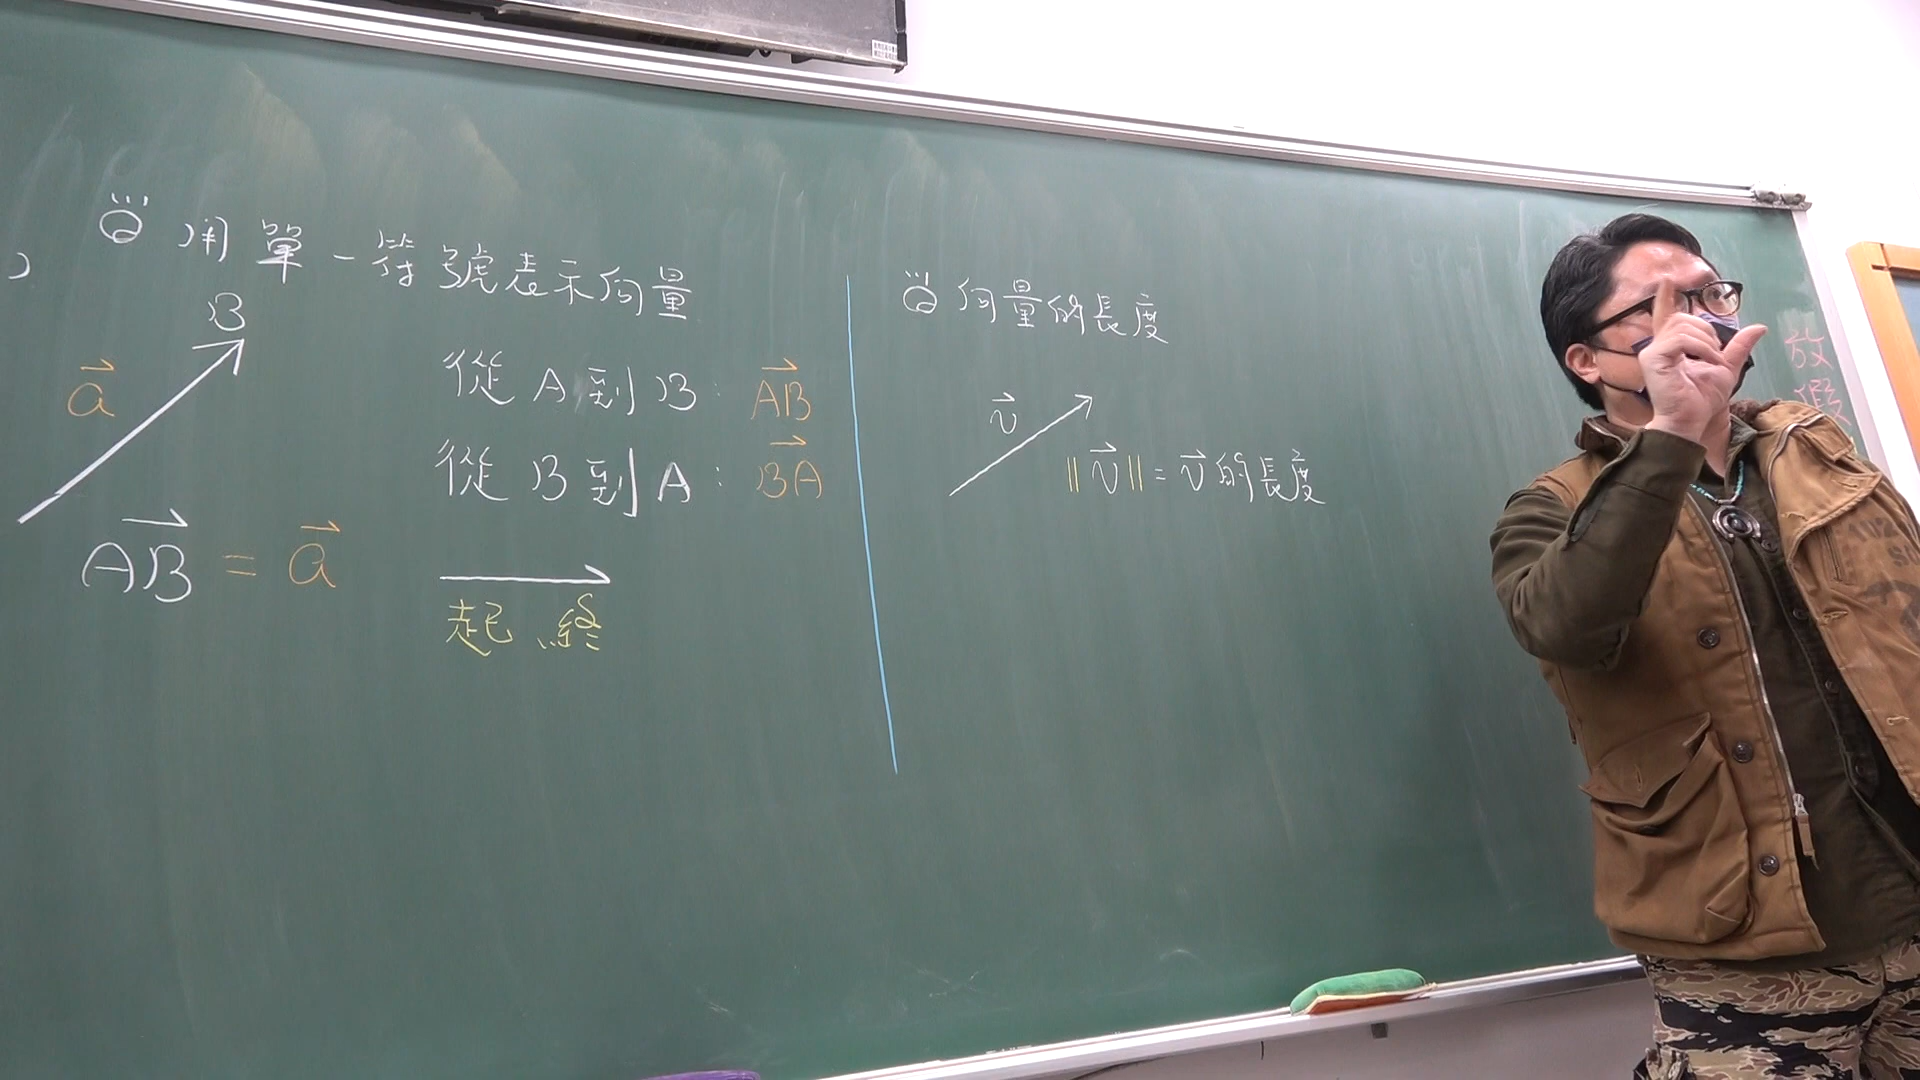 用單一符號表示向量
B
a⃗
從 A 到 B：AB⃗
從 B 到 A：BA⃗
AB⃗ = a⃗
起 終
向量的長度
v⃗
‖v⃗‖ = v⃗ 的長度
放假